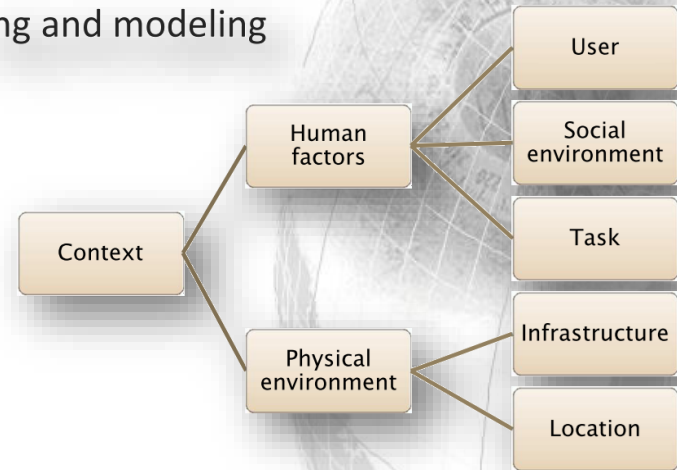 ng and modeling
User
Human
factors
Social
environment
Context
Task
Infrastructure
Physical
environment
Location